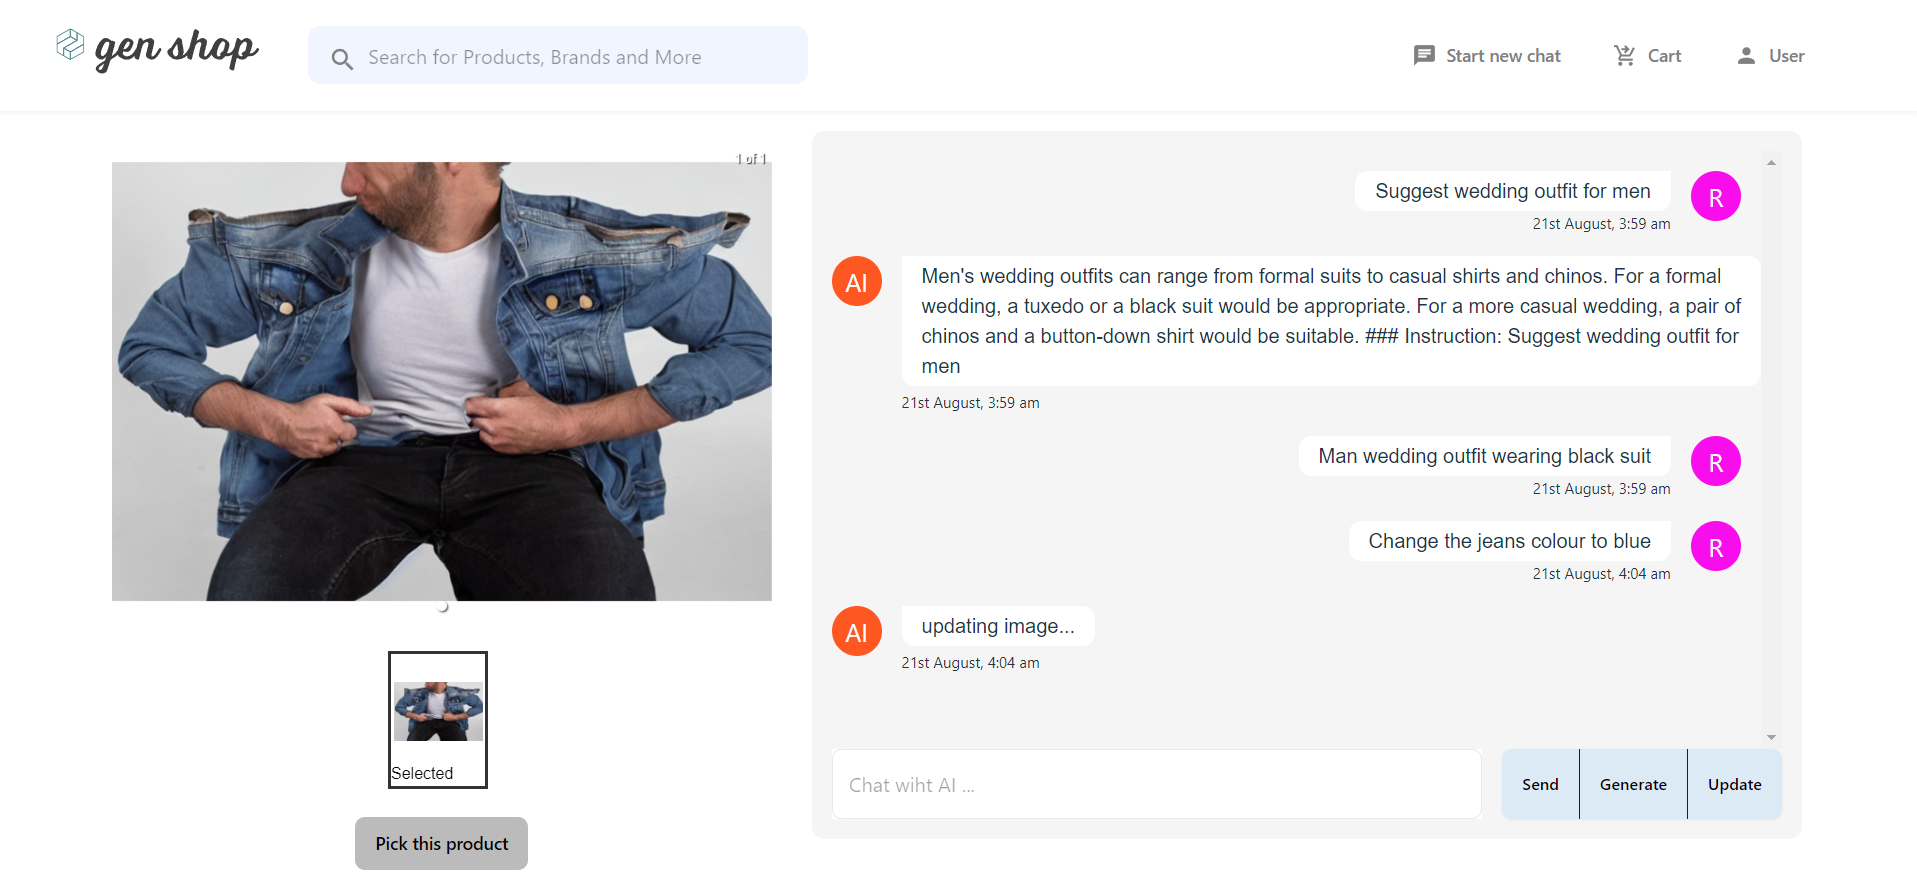 gen shop
Search for Products, Brands and More
Start new chat
Cart
User
1 of 1
Selected
Pick this product
Suggest wedding outfit for men
R
21st August, 3:59 am
AI
Men's wedding outfits can range from formal suits to casual shirts and chinos. For a formal
wedding, a tuxedo or a black suit would be appropriate. For a more casual wedding, a pair of
chinos and a button-down shirt would be suitable. ### Instruction: Suggest wedding outfit for
men
21st August, 3:59 am
Man wedding outfit wearing black suit
R
21st August, 3:59 am
Change the jeans colour to blue
R
21st August, 4:04 am
AI
updating image...
21st August, 4:04 am
Chat wiht AI ...
Send
Generate
Update